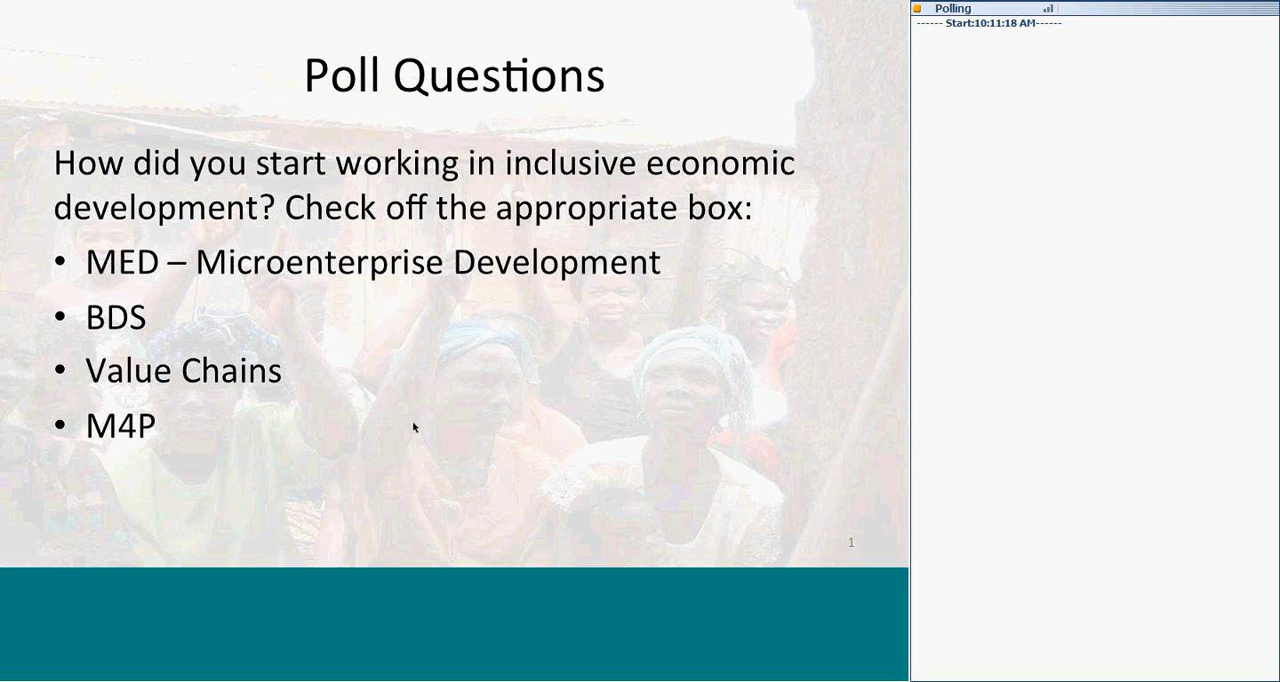 Poll Questions
How did you start working in inclusive economic
development? Check off the appropriate box:
• MED – Microenterprise Development
• BDS
• Value Chains
• M4P
1
Polling
------ Start:10:11:18 AM------